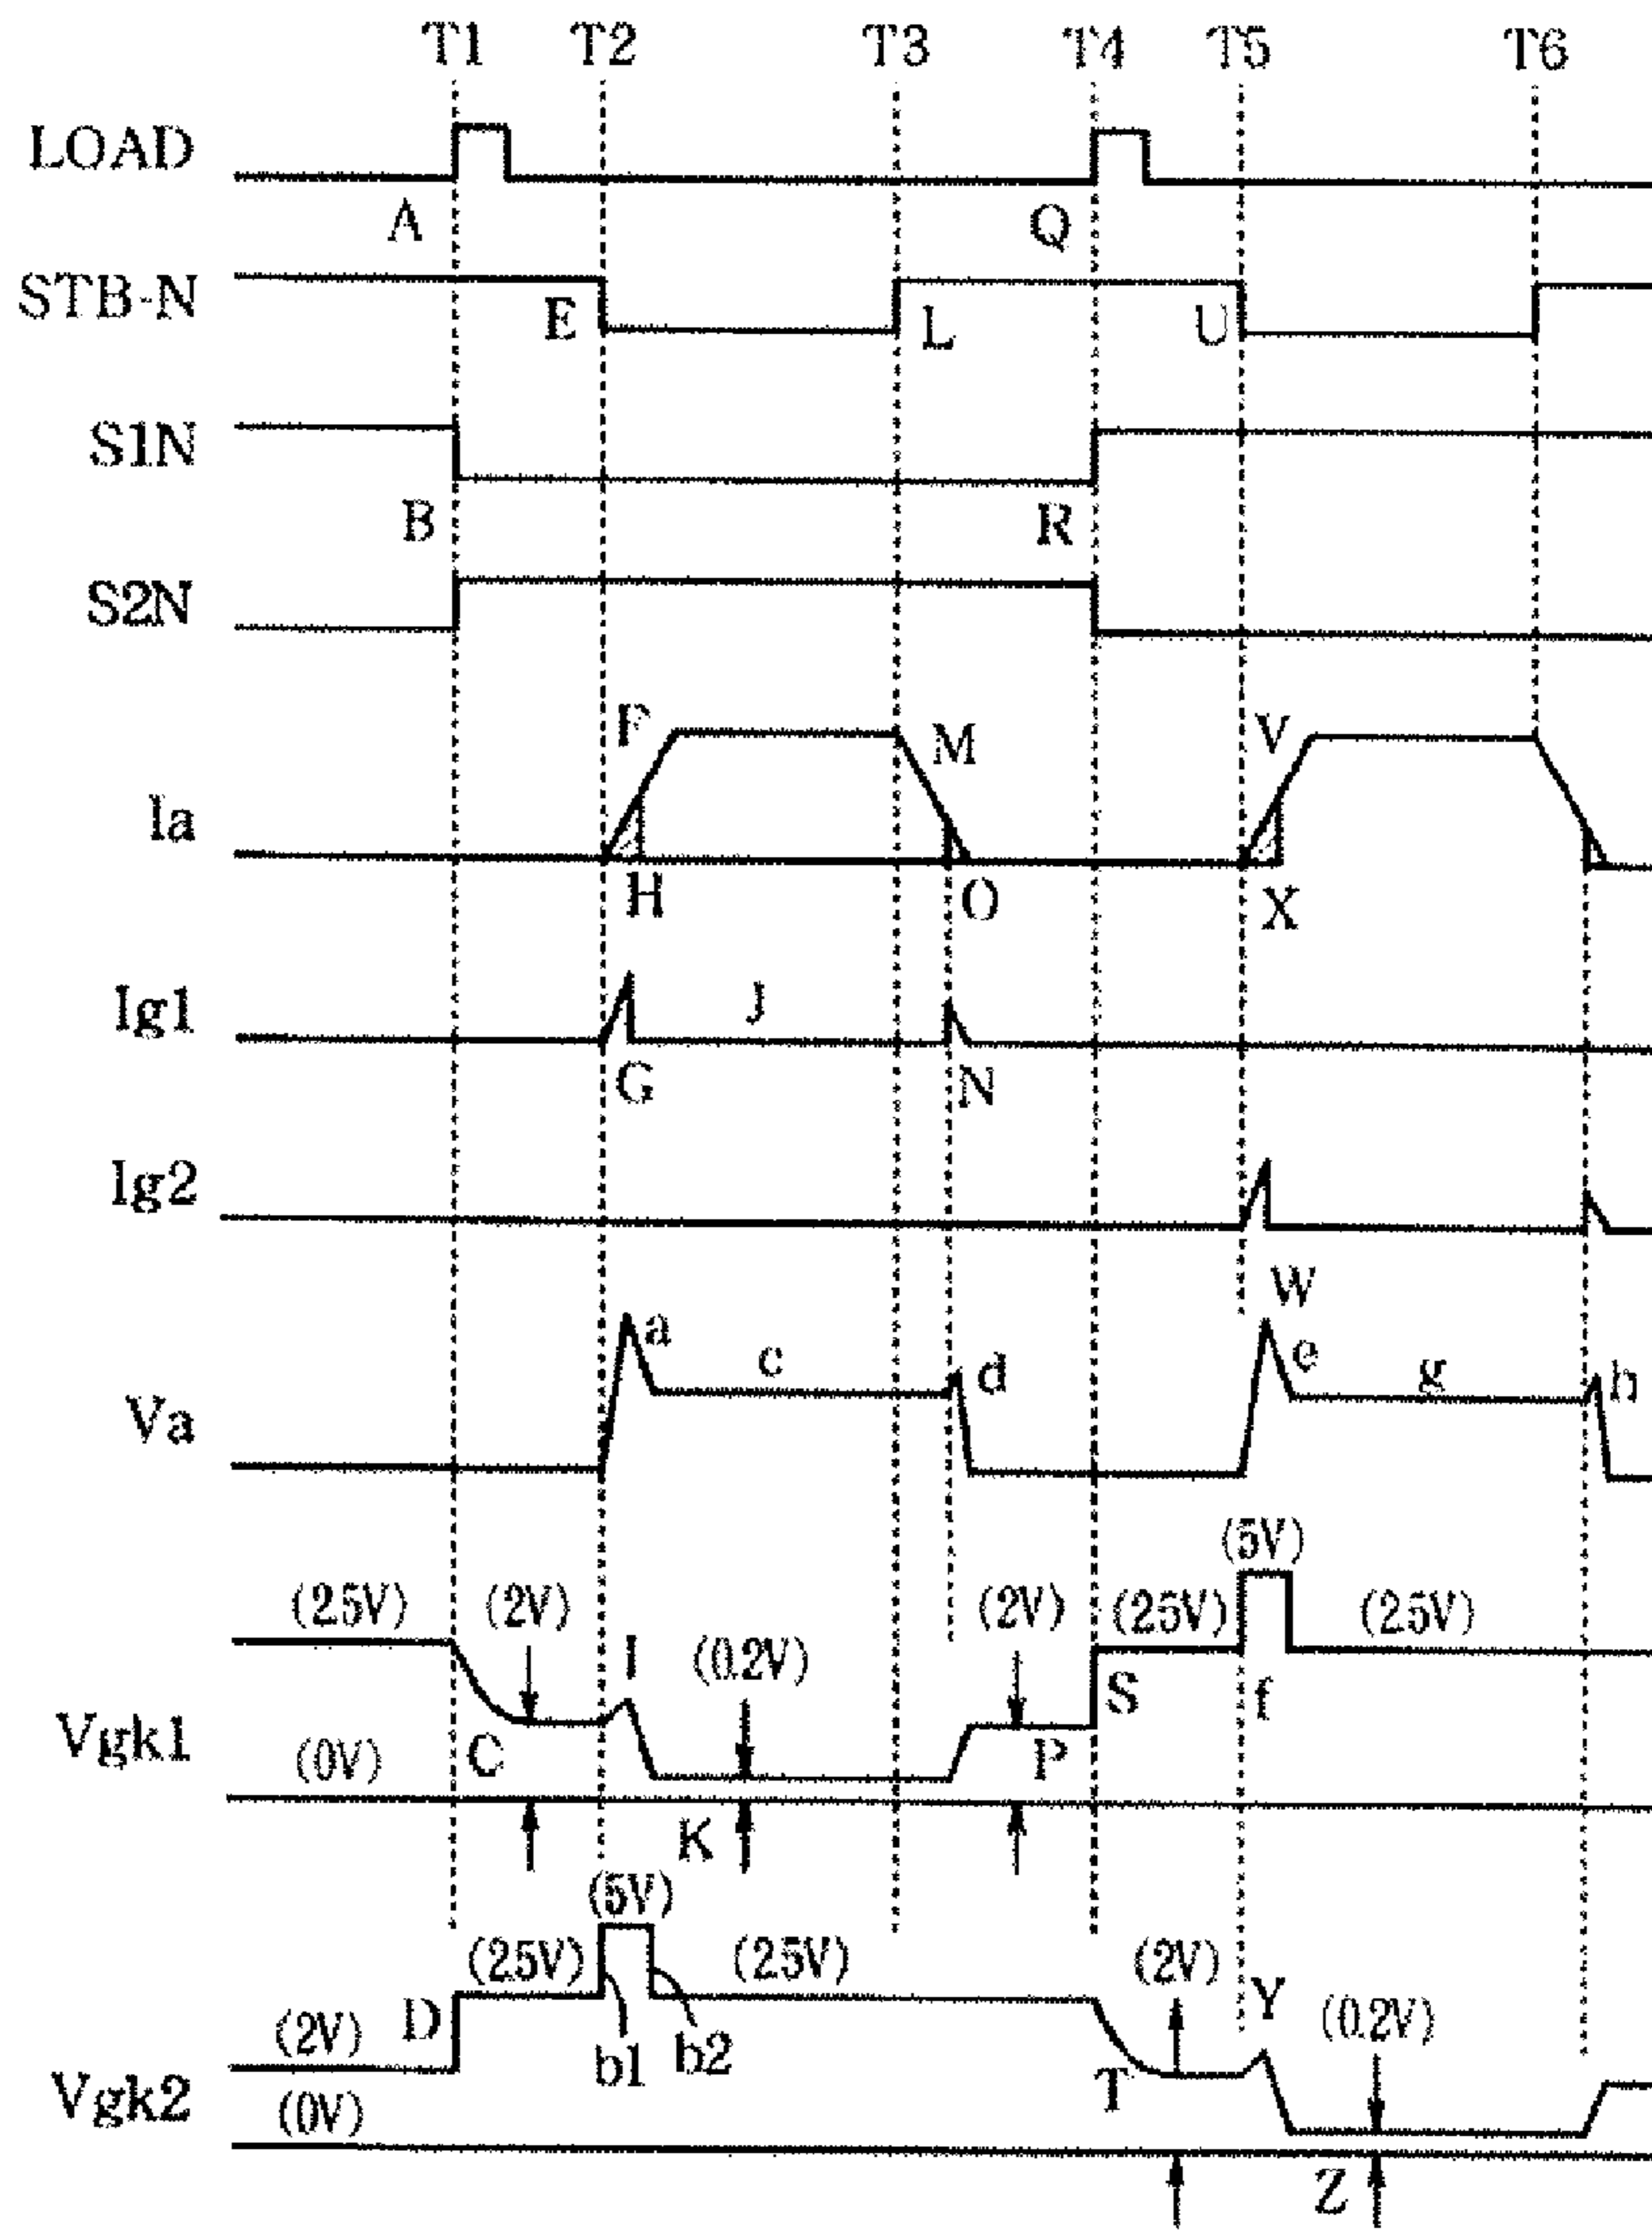 T1 T2 T3 T4 T5 T6
LOAD
A Q
STB-N
E L U
S1N
B R
S2N
F M V
Ia
H O X
Ig1 J
G N
Ig2
W
a c d e g h
Va
(5V)
(2.5V) (2V) I (0.2V) (2V) (2.5V) (2.5V)
S f
Vgk1 (0V) C P
K
(5V)
(2.5V) (2.5V) (2V) Y (0.2V)
(2V) D b1 b2 T
Vgk2 (0V)
Z